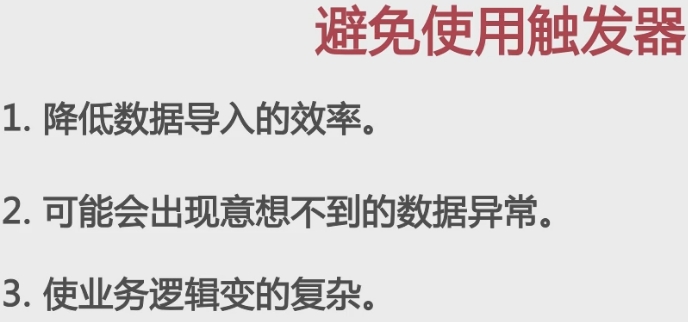 避免使用触发器
1. 降低数据导入的效率。
2. 可能会出现意想不到的数据异常。
3. 使业务逻辑变的复杂。